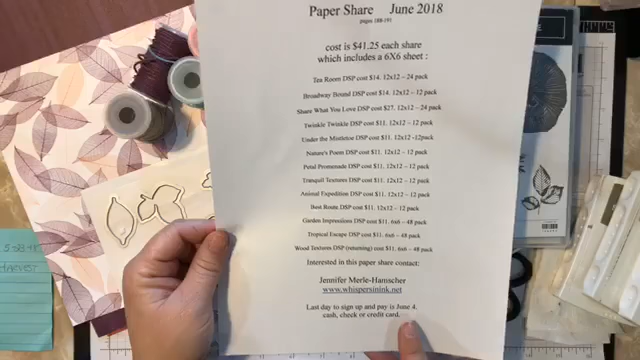 Paper Share June 2018
pages 188-191
cost is $41.25 each share
which includes a 6X6 sheet :
Tea Room DSP cost $14. 12x12 – 24 pack
Broadway Bound DSP cost $14. 12x12 – 12 pack
Share What You Love DSP cost $27. 12x12 – 24 pack
Twinkle Twinkle DSP cost $11. 12x12 – 12 pack
Under the Mistletoe DSP cost $11. 12x12 -12pack
Nature's Poem DSP cost $11. 12x12 – 12 pack
Petal Promenade DSP cost $11. 12x12 – 12 pack
Tranquil Textures DSP cost $11. 12x12 – 12 pack
Animal Expedition DSP cost $11. 12x12 – 12 pack
Best Route DSP cost $11. 12x12 – 12 pack
Garden Impressions DSP cost $11. 6x6 – 48 pack
Tropical Escape DSP cost $11. 6x6 – 48 pack
Wood Textures DSP (returning) cost $11. 6x6 – 48 pack
Interested in this paper share contact:
Jennifer Merle-Hamscher
www.whispersinink.net
Last day to sign up and pay is June 4.
cash, check or credit card.
HARVEST